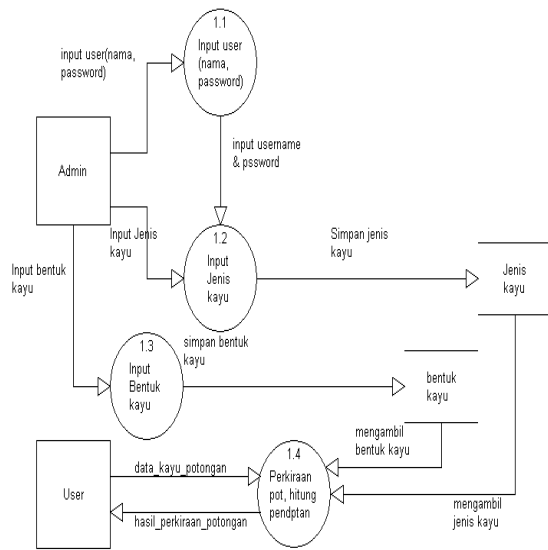 1.1
Input user
(nama,
password)
input user(nama,
password)
input username
& pssword
Admin
Input Jenis
kayu
1.2
Input
Jenis
kayu
Simpan jenis
kayu
Jenis
kayu
Input bentuk
kayu
1.3
Input
Bentuk
kayu
simpan bentuk
kayu
bentuk
kayu
mengambil
bentuk kayu
1.4
Perkiraan
pot, hitung
pendptan
User
data_kayu_potongan
hasil_perkiraan_potongan
mengambil
jenis kayu